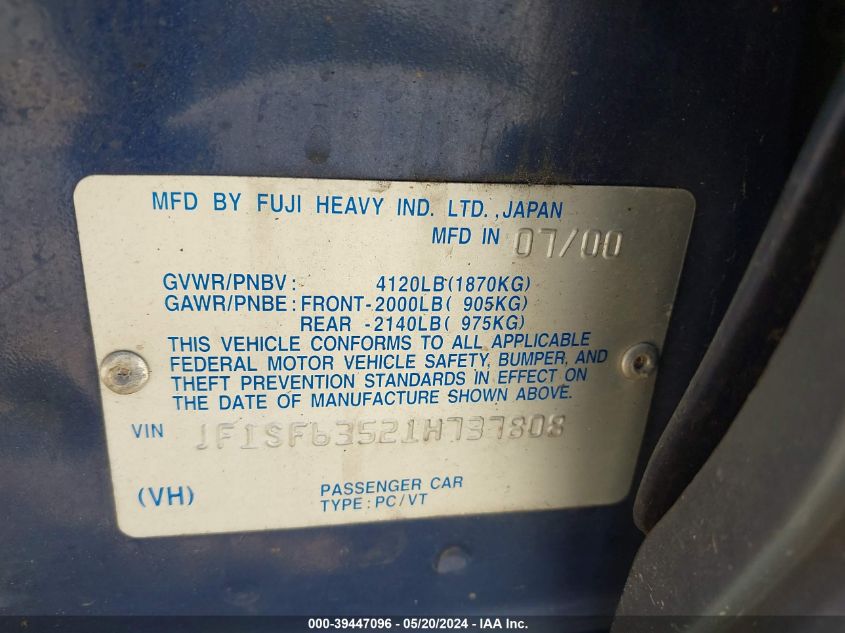 MFD BY FUJI HEAVY IND. LTD., JAPAN
MFD IN 07/00
GVWR/PNBV: 4120LB(1870KG)
GAWR/PNBE: FRONT-2000LB( 905KG)
REAR -2140LB( 975KG)
THIS VEHICLE CONFORMS TO ALL APPLICABLE
FEDERAL MOTOR VEHICLE SAFETY, BUMPER, AND
THEFT PREVENTION STANDARDS IN EFFECT ON
THE DATE OF MANUFACTURE SHOWN ABOVE.
VIN JF1SF63521H737808
(VH) PASSENGER CAR
TYPE: PC/VT
000-39447096 - 05/20/2024 - IAA Inc.